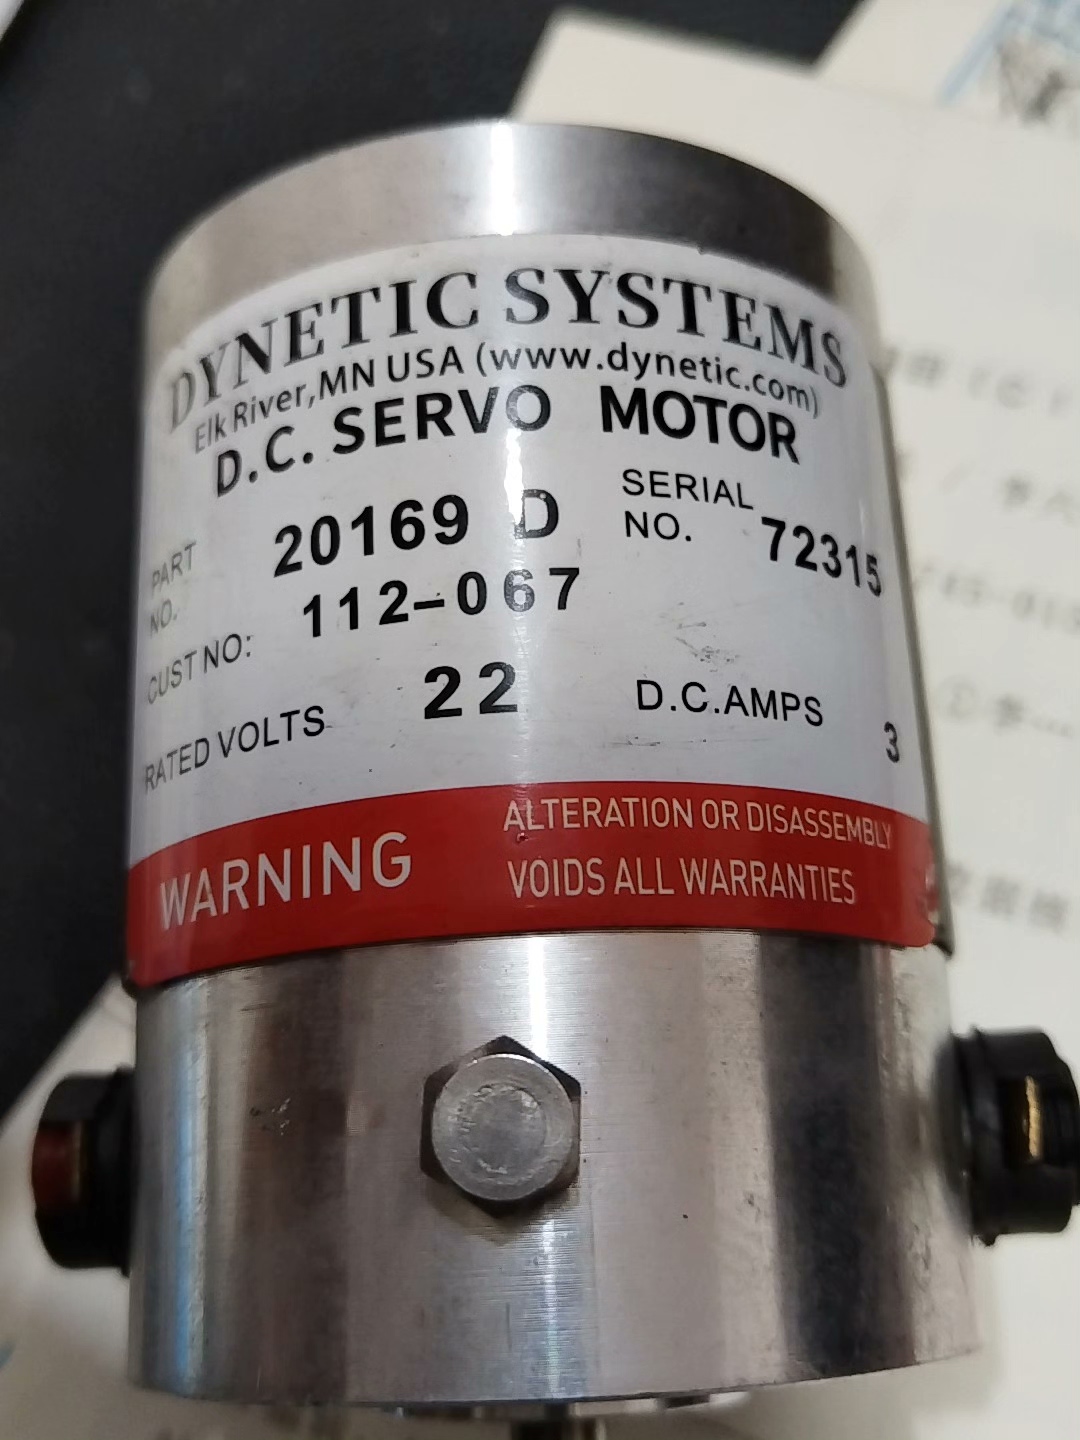 DYNETIC SYSTEMS
Elk River, MN USA (www.dynetic.com)
D.C. SERVO MOTOR
PART NO. 20169 D SERIAL NO. 72315
CUST NO: 112-067
RATED VOLTS 22 D.C.AMPS 3
WARNING ALTERATION OR DISASSEMBLY
VOIDS ALL WARRANTIES